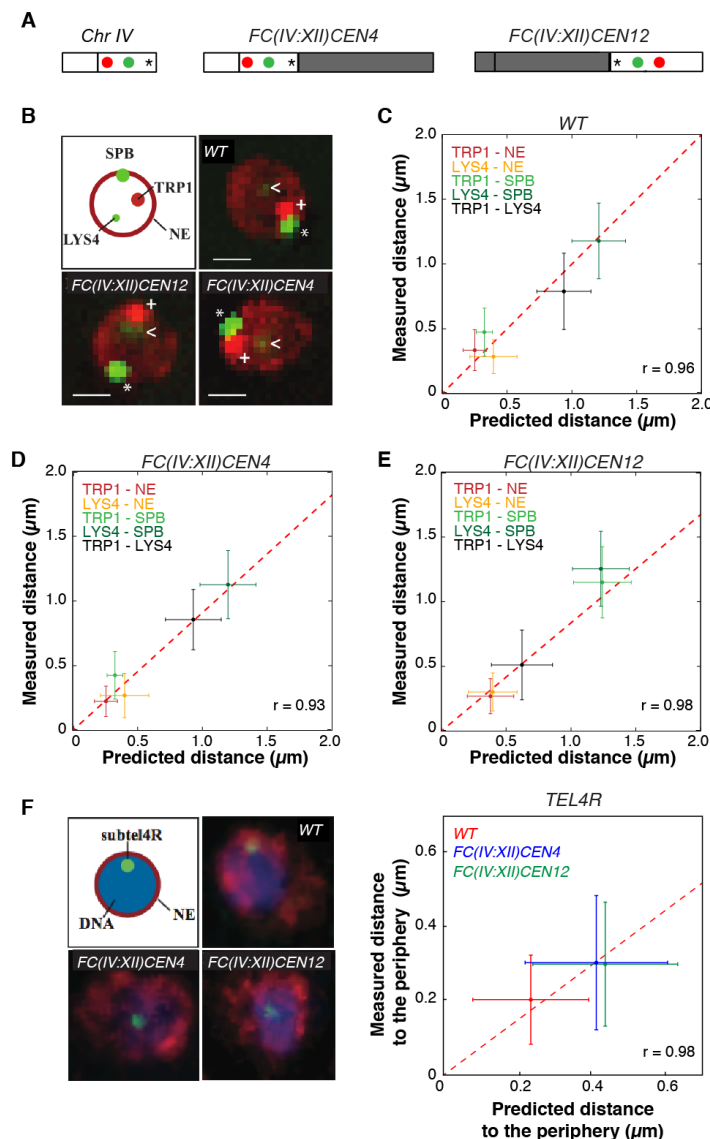 A
Chr IV
FC(IV:XII)CEN4
FC(IV:XII)CEN12
*
*
*
B
SPB
TRP1
LYS4
NE
WT
<
+
*
FC(IV:XII)CEN12
+
<
*
FC(IV:XII)CEN4
*
<
+
C
WT
TRP1 - NE
LYS4 - NE
TRP1 - SPB
LYS4 - SPB
TRP1 - LYS4
r = 0.96
Measured distance (µm)
2.0
1.5
1.0
0.5
0
0 0.5 1.0 1.5 2.0
Predicted distance (µm)
D
FC(IV:XII)CEN4
TRP1 - NE
LYS4 - NE
TRP1 - SPB
LYS4 - SPB
TRP1 - LYS4
r = 0.93
Measured distance (µm)
2.0
1.5
1.0
0.5
0
0 0.5 1.0 1.5 2.0
Predicted distance (µm)
E
FC(IV:XII)CEN12
TRP1 - NE
LYS4 - NE
TRP1 - SPB
LYS4 - SPB
TRP1 - LYS4
r = 0.98
Measured distance (µm)
2.0
1.5
1.0
0.5
0
0 0.5 1.0 1.5 2.0
Predicted distance (µm)
F
subtel4R
DNA
NE
WT
FC(IV:XII)CEN4
FC(IV:XII)CEN12
TEL4R
WT
FC(IV:XII)CEN4
FC(IV:XII)CEN12
r = 0.98
Measured distance
to the periphery (µm)
0.6
0.4
0.2
0
0.2 0.4 0.6
Predicted distance
to the periphery (µm)